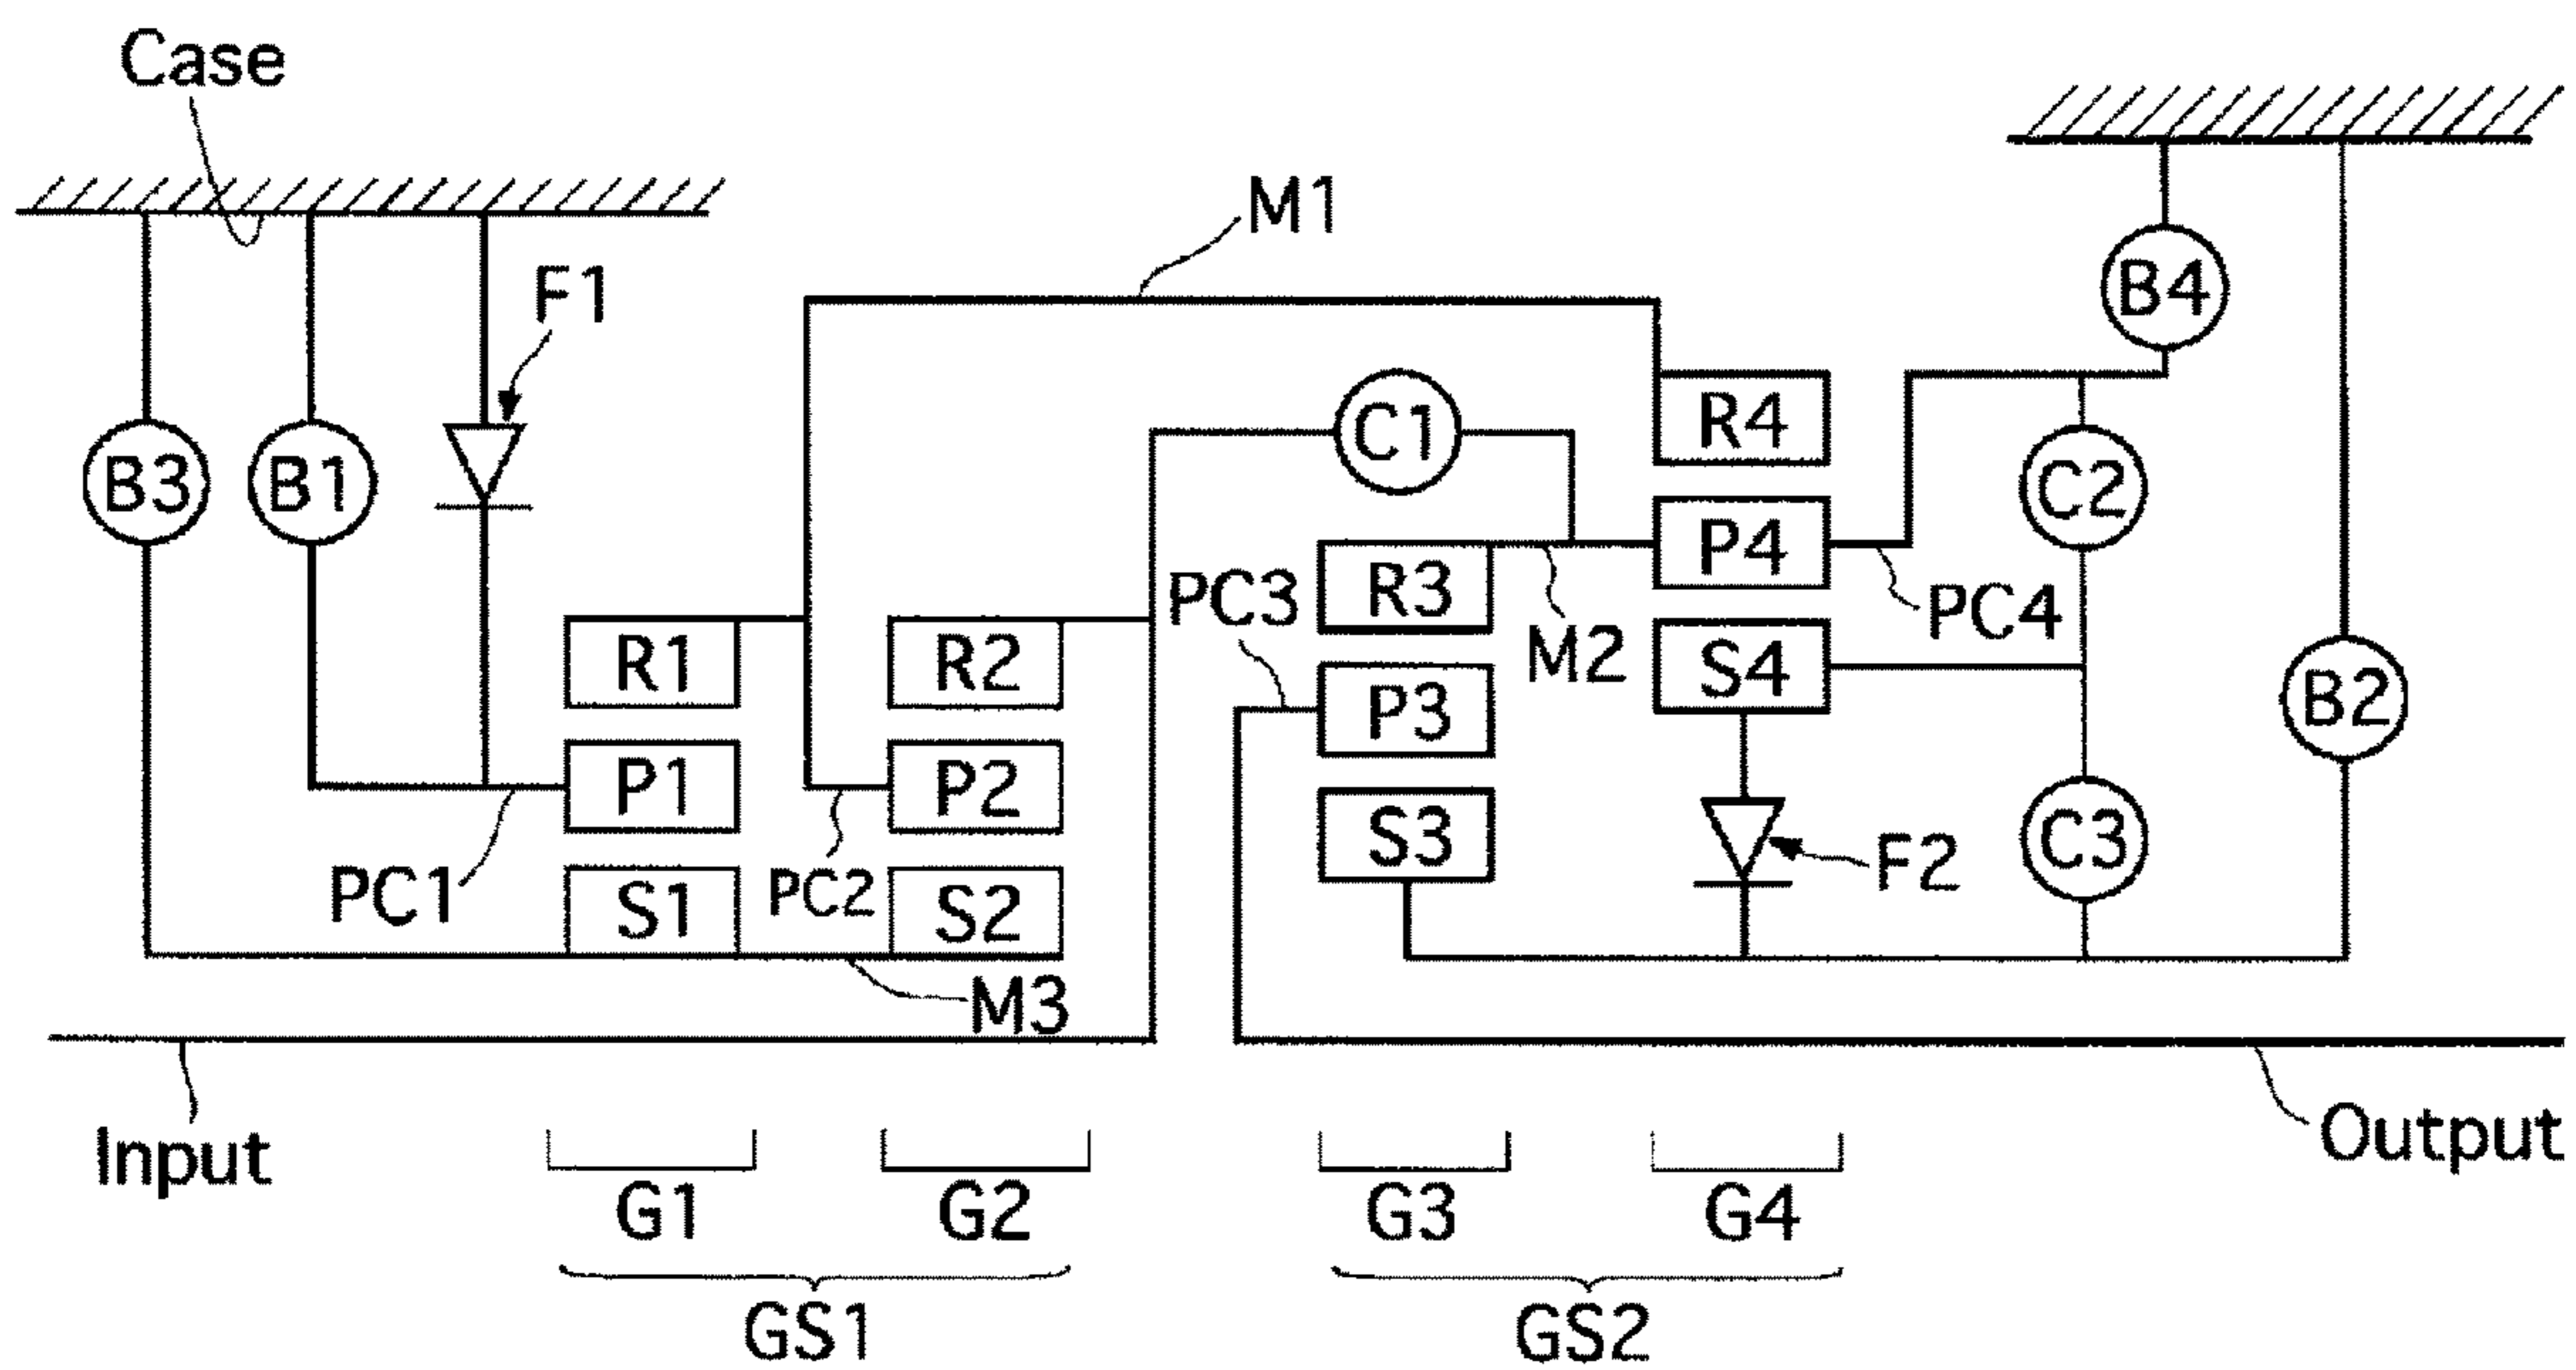 Case
M1
B4
F1
C1
R4
B3
B1
C2
P4
R3
PC3
PC4
M2
R1
R2
S4
B2
P3
P1
P2
S3
C3
F2
PC1
PC2
S1
S2
M3
Input
Output
G1
G2
G3
G4
GS1
GS2